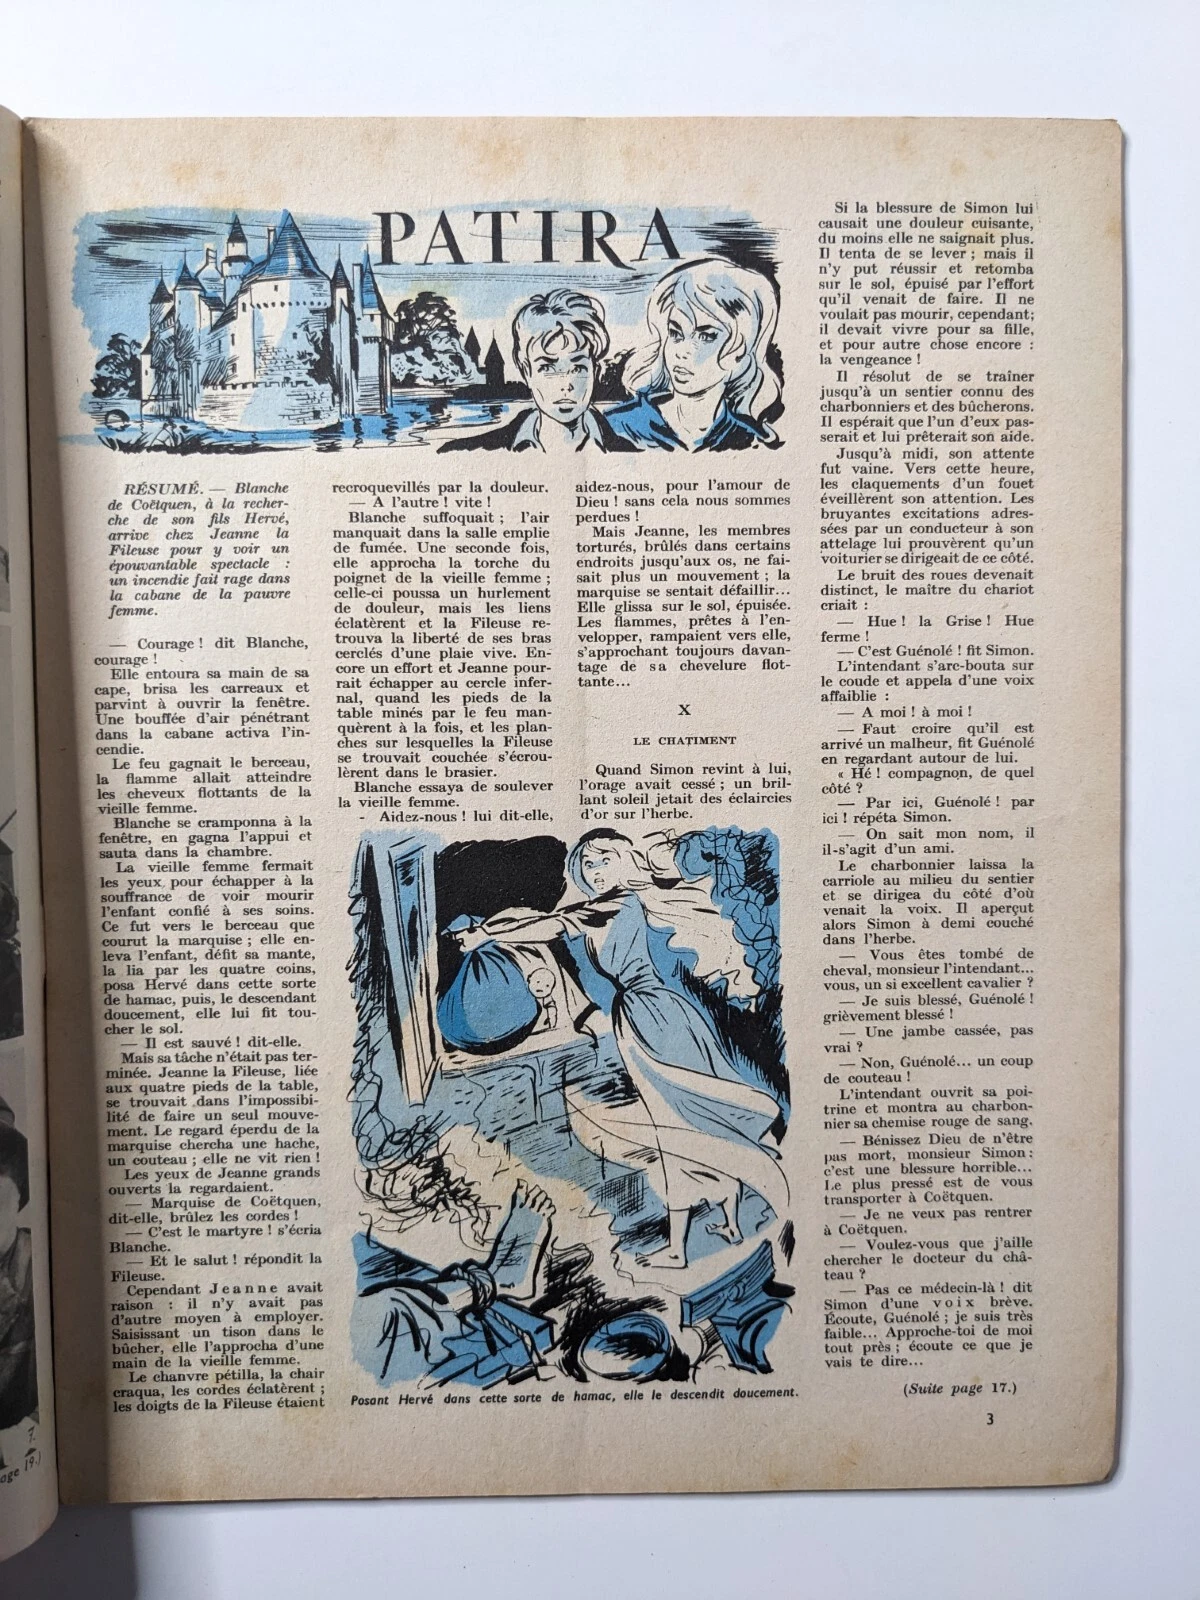 PATIRA
RÉSUMÉ. — Blanche
de Coëtquen, à la recher-
che de son fils Hervé,
arrive chez Jeanne la
Fileuse pour y voir un
épouvantable spectacle :
un incendie fait rage dans
la cabane de la pauvre
femme.
— Courage ! dit Blanche,
courage !
Elle entoura sa main de sa
cape, brisa les carreaux et
parvint à ouvrir la fenêtre.
Une bouffée d'air pénétrant
dans la cabane activa l'in-
cendie.
Le feu gagnait le berceau,
la flamme allait atteindre
les cheveux flottants de la
vieille femme.
Blanche se cramponna à la
fenêtre, en gagna l'appui et
sauta dans la chambre.
La vieille femme fermait
les yeux pour échapper à la
souffrance de voir mourir
l'enfant confié à ses soins.
Ce fut vers le berceau que
courut la marquise ; elle en-
leva l'enfant, défit sa mante,
la lia par les quatre coins,
posa Hervé dans cette sorte
de hamac, puis, le descendant
doucement, elle lui fit tou-
cher le sol.
— Il est sauvé ! dit-elle.
Mais sa tâche n'était pas ter-
minée. Jeanne la Fileuse, liée
aux quatre pieds de la table,
se trouvait dans l'impossibi-
lité de faire un seul mouve-
ment. Le regard éperdu de la
marquise chercha une hache,
un couteau ; elle ne vit rien !
Les yeux de Jeanne grands
ouverts la regardaient.
— Marquise de Coëtquen,
dit-elle, brûlez les cordes !
— C'est le martyre ! s'écria
Blanche.
— Et le salut ! répondit la
Fileuse.
Cependant Jeanne avait
raison : il n'y avait pas
d'autre moyen à employer.
Saisissant un tison dans le
bûcher, elle l'approcha d'une
main de la vieille femme.
Le chanvre pétilla, la chair
craqua, les cordes éclatèrent ;
les doigts de la Fileuse étaient
recroquevillés par la douleur.
— A l'autre ! vite !
Blanche suffoquait ; l'air
manquait dans la salle emplie
de fumée. Une seconde fois,
elle approcha la torche du
poignet de la vieille femme ;
celle-ci poussa un hurlement
de douleur, mais les liens
éclatèrent et la Fileuse re-
trouva la liberté de ses bras
cerclés d'une plaie vive. En-
core un effort et Jeanne pour-
rait échapper au cercle infer-
nal, quand les pieds de la
table minés par le feu man-
quèrent à la fois, et les plan-
ches sur lesquelles la Fileuse
se trouvait couchée s'écrou-
lèrent dans le brasier.
Blanche essaya de soulever
la vieille femme.
- Aidez-nous ! lui dit-elle,
aidez-nous, pour l'amour de
Dieu ! sans cela nous sommes
perdues !
Mais Jeanne, les membres
torturés, brûlés dans certains
endroits jusqu'aux os, ne fai-
sait plus un mouvement ; la
marquise se sentait défaillir...
Elle glissa sur le sol, épuisée.
Les flammes, prêtes à l'en-
velopper, rampaient vers elle,
s'approchant toujours davan-
tage de sa chevelure flot-
tante...
X
LE CHATIMENT
Quand Simon revint à lui,
l'orage avait cessé ; un bril-
lant soleil jetait des éclaircies
d'or sur l'herbe.
Posant Hervé dans cette sorte de hamac, elle le descendit doucement.
Si la blessure de Simon lui
causait une douleur cuisante,
du moins elle ne saignait plus.
Il tenta de se lever ; mais il
n'y put réussir et retomba
sur le sol, épuisé par l'effort
qu'il venait de faire. Il ne
voulait pas mourir, cependant;
il devait vivre pour sa fille,
et pour autre chose encore :
la vengeance !
Il résolut de se traîner
jusqu'à un sentier connu des
charbonniers et des bûcherons.
Il espérait que l'un d'eux pas-
serait et lui prêterait son aide.
Jusqu'à midi, son attente
fut vaine. Vers cette heure,
les claquements d'un fouet
éveillèrent son attention. Les
bruyantes excitations adres-
sées par un conducteur à son
attelage lui prouvèrent qu'un
voiturier se dirigeait de ce côté.
Le bruit des roues devenait
distinct, le maître du chariot
criait :
— Hue ! la Grise ! Hue
ferme !
— C'est Guénolé ! fit Simon.
L'intendant s'arc-bouta sur
le coude et appela d'une voix
affaiblie :
— A moi ! à moi !
— Faut croire qu'il est
arrivé un malheur, fit Guénolé
en regardant autour de lui.
« Hé ! compagnon, de quel
côté ?
— Par ici, Guénolé ! par
ici ! répéta Simon.
— On sait mon nom, il
il-s'agit d'un ami.
Le charbonnier laissa la
carriole au milieu du sentier
et se dirigea du côté d'où
venait la voix. Il aperçut
alors Simon à demi couché
dans l'herbe.
— Vous êtes tombé de
cheval, monsieur l'intendant...
vous, un si excellent cavalier ?
— Je suis blessé, Guénolé !
grièvement blessé !
— Une jambe cassée, pas
vrai ?
— Non, Guénolé... un coup
de couteau !
L'intendant ouvrit sa poi-
trine et montra au charbon-
nier sa chemise rouge de sang.
— Bénissez Dieu de n'être
pas mort, monsieur Simon :
c'est une blessure horrible...
Le plus pressé est de vous
transporter à Coëtquen.
— Je ne veux pas rentrer
à Coëtquen.
— Voulez-vous que j'aille
chercher le docteur du châ-
teau ?
— Pas ce médecin-là ! dit
Simon d'une voix brève.
Écoute, Guénolé ; je suis très
faible... Approche-toi de moi
tout près ; écoute ce que je
vais te dire...
(Suite page 17.)
3
7.
age 19.)